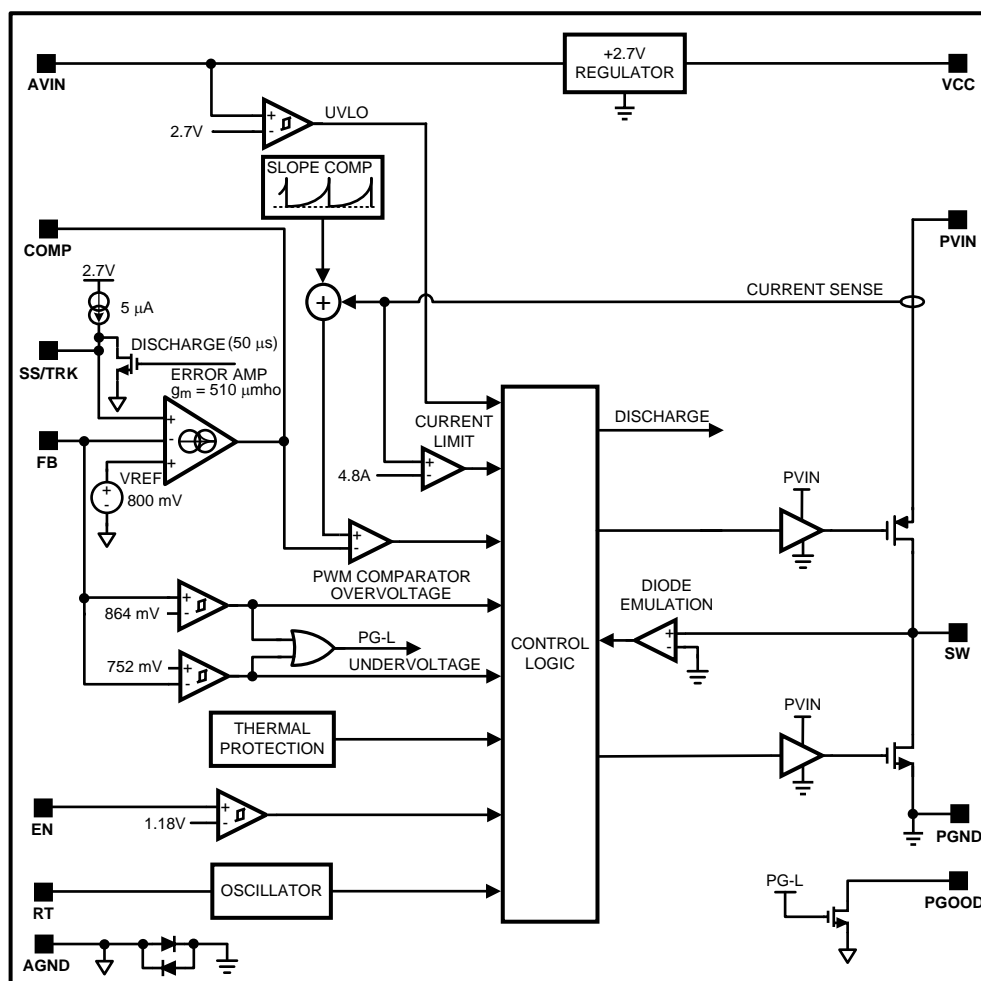 +2.7V
REGULATOR
AVIN
VCC
UVLO
+
-
2.7V
SLOPE COMP
COMP
PVIN
2.7V
5 µA
+
CURRENT SENSE
DISCHARGE (50 µs)
SS/TRK
ERROR AMP
gm = 510 µmho
DISCHARGE
CURRENT
LIMIT
+
-
+
FB
+
-
4.8A
VREF
800 mV
+
-
PVIN
+
-
PWM COMPARATOR
OVERVOLTAGE
DIODE
EMULATION
+
-
864 mV
PG-L
CONTROL
LOGIC
+
-
SW
752 mV
+
-
UNDERVOLTAGE
PVIN
THERMAL
PROTECTION
EN
+
-
1.18V
PGND
RT
OSCILLATOR
PG-L
PGOOD
AGND